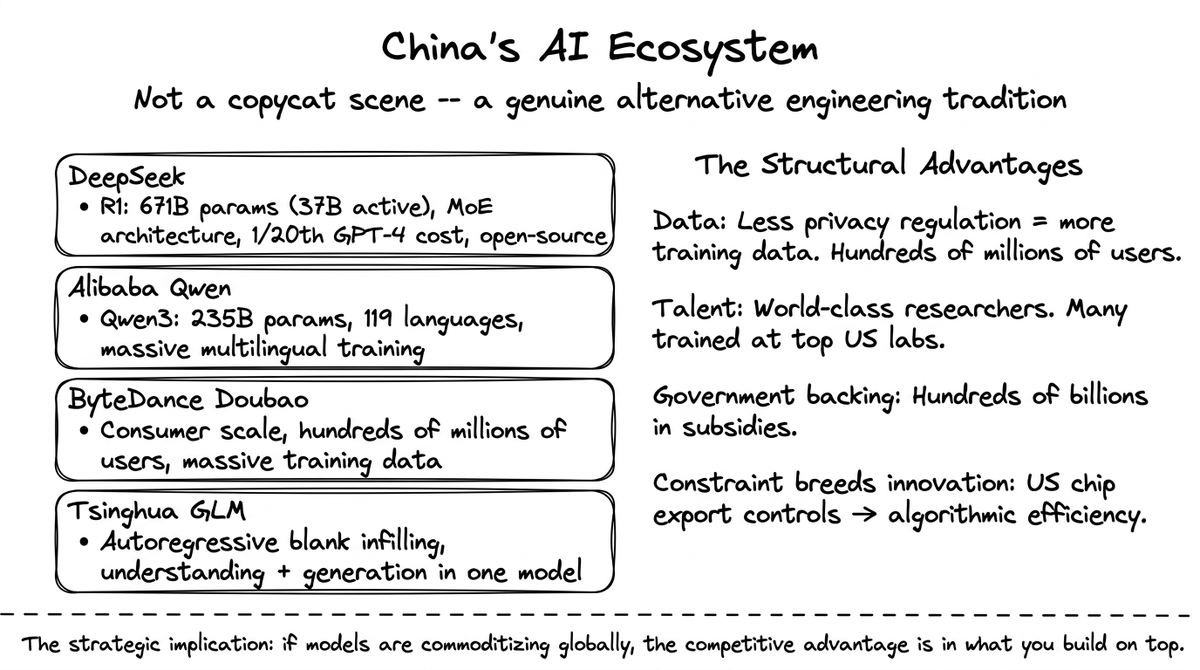 China's AI Ecosystem
Not a copycat scene -- a genuine alternative engineering tradition
DeepSeek
• R1: 671B params (37B active), MoE
architecture, 1/20th GPT-4 cost, open-source
Alibaba Qwen
• Qwen3: 235B params, 119 languages,
massive multilingual training
ByteDance Doubao
• Consumer scale, hundreds of millions of
users, massive training data
Tsinghua GLM
• Autoregressive blank infilling,
understanding + generation in one model
The Structural Advantages
Data: Less privacy regulation = more
training data. Hundreds of millions of users.
Talent: World-class researchers. Many
trained at top US labs.
Government backing: Hundreds of billions
in subsidies.
Constraint breeds innovation: US chip
export controls → algorithmic efficiency.
The strategic implication: if models are commoditizing globally, the competitive advantage is in what you build on top.